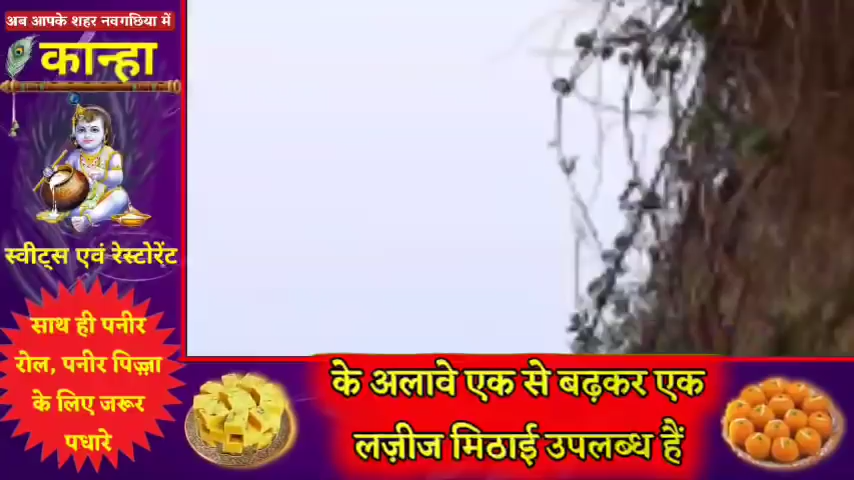 अब आपके शहर नवगछिया में
कान्हा
स्वीट्स एवं रेस्टोरेंट
साथ ही पनीर
रोल, पनीर पिज़्ज़ा
के लिए जरूर
पधारे
के अलावे एक से बढ़कर एक
लज़ीज मिठाई उपलब्ध हैं